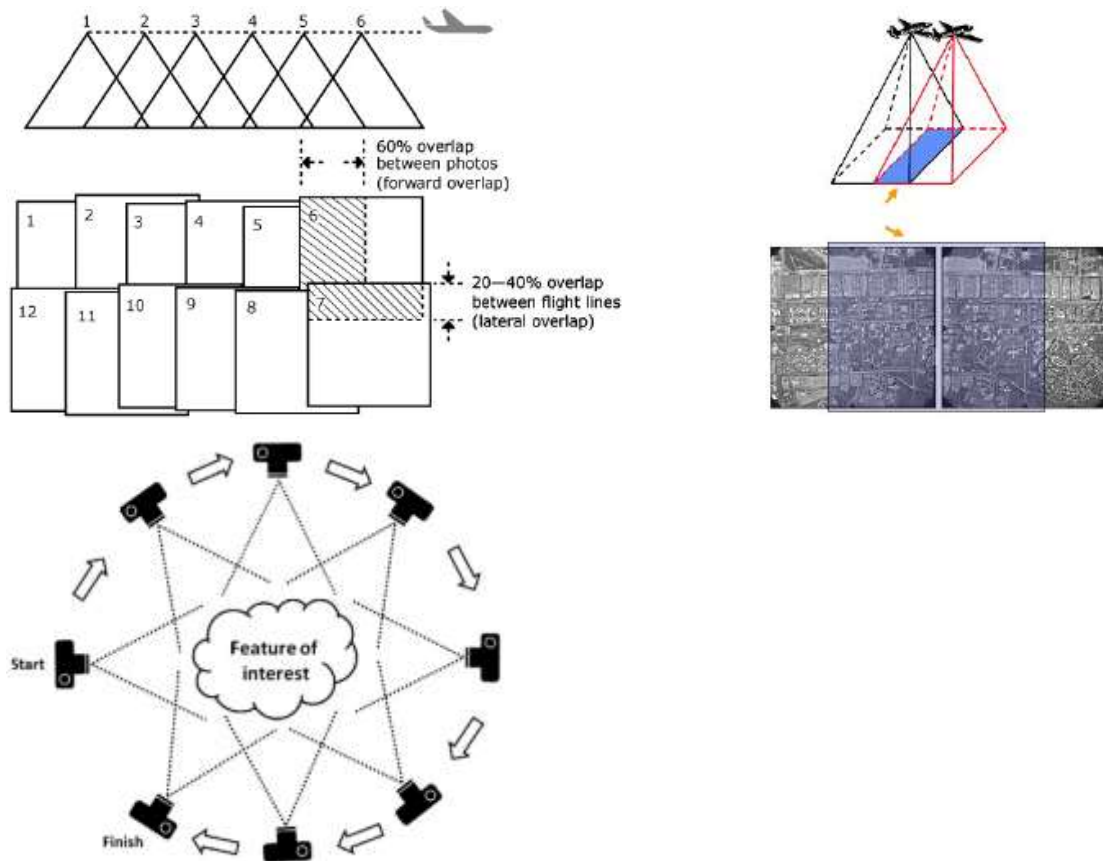 1 2 3 4 5 6
60% overlap
between photos
(forward overlap)
1 2 3 4 5 6
20—40% overlap
between flight lines
(lateral overlap)
12 11 10 9 8 7
Feature of
interest
Start
Finish